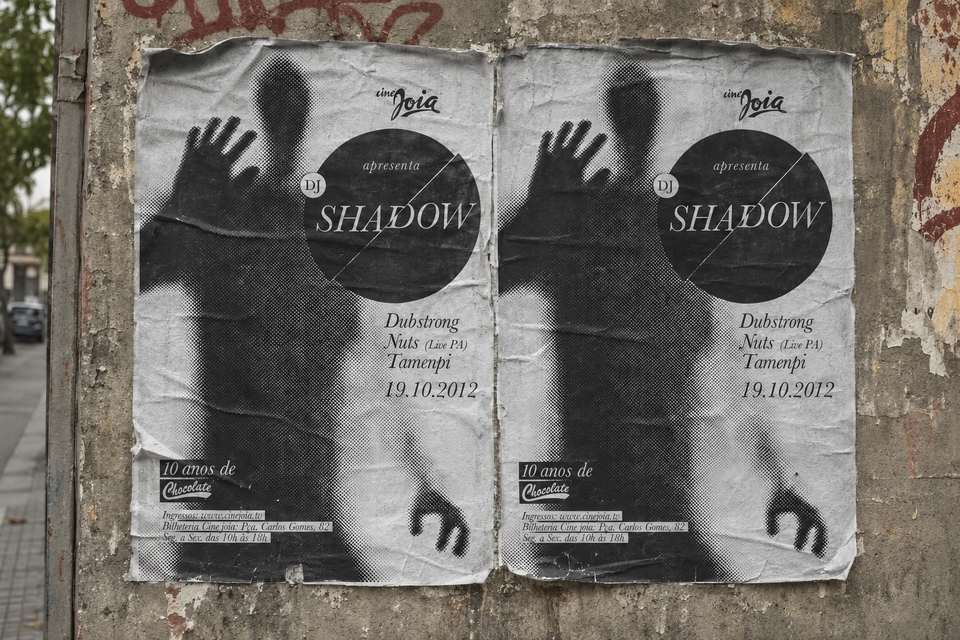 cine Joia
apresenta
DJ
SHADOW
Dubstrong
Nuts (Live PA)
Tamenpi
19.10.2012
10 anos de
Chocolate
Ingressos: www.cinejoia.tv
Bilheteria Cine joia: Pça. Carlos Gomes, 82
Seg. a Sex. das 10h às 18h
cine Joia
apresenta
DJ
SHADOW
Dubstrong
Nuts (Live PA)
Tamenpi
19.10.2012
10 anos de
Chocolate
Ingressos: www.cinejoia.tv
Bilheteria Cine joia: Pça. Carlos Gomes, 82
Seg. a Sex. das 10h às 18h